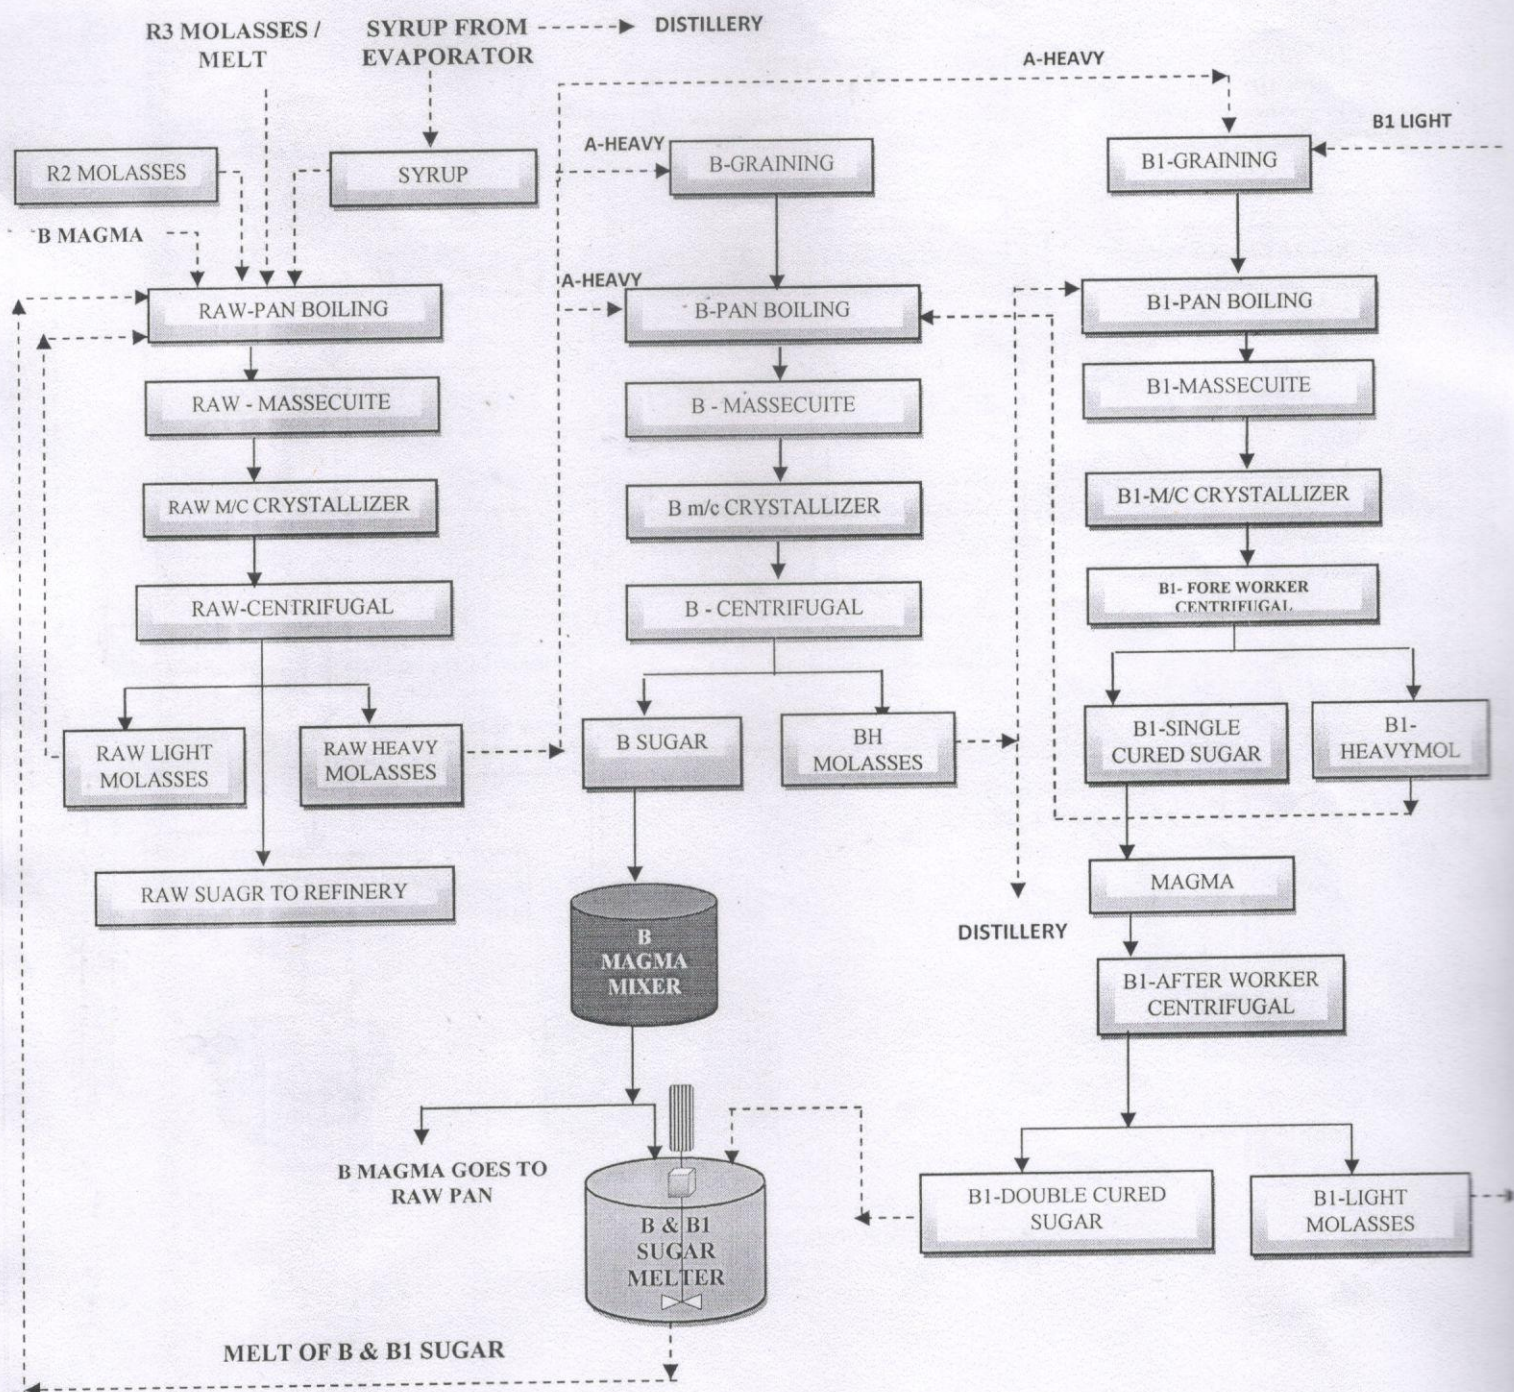 R3 MOLASSES /
MELT
SYRUP FROM
EVAPORATOR
DISTILLERY
A-HEAVY
B1 LIGHT
R2 MOLASSES
SYRUP
A-HEAVY
B-GRAINING
B1-GRAINING
B MAGMA
RAW-PAN BOILING
A-HEAVY
B-PAN BOILING
B1-PAN BOILING
RAW - MASSECUITE
B - MASSECUITE
B1-MASSECUITE
RAW M/C CRYSTALLIZER
B m/c CRYSTALLIZER
B1-M/C CRYSTALLIZER
RAW-CENTRIFUGAL
B - CENTRIFUGAL
B1- FORE WORKER
CENTRIFUGAL
RAW LIGHT
MOLASSES
RAW HEAVY
MOLASSES
B SUGAR
BH
MOLASSES
B1-SINGLE
CURED SUGAR
B1-
HEAVYMOL
RAW SUAGR TO REFINERY
MAGMA
B
MAGMA
MIXER
DISTILLERY
B1-AFTER WORKER
CENTRIFUGAL
B MAGMA GOES TO
RAW PAN
B & B1
SUGAR
MELTER
B1-DOUBLE CURED
SUGAR
B1-LIGHT
MOLASSES
MELT OF B & B1 SUGAR